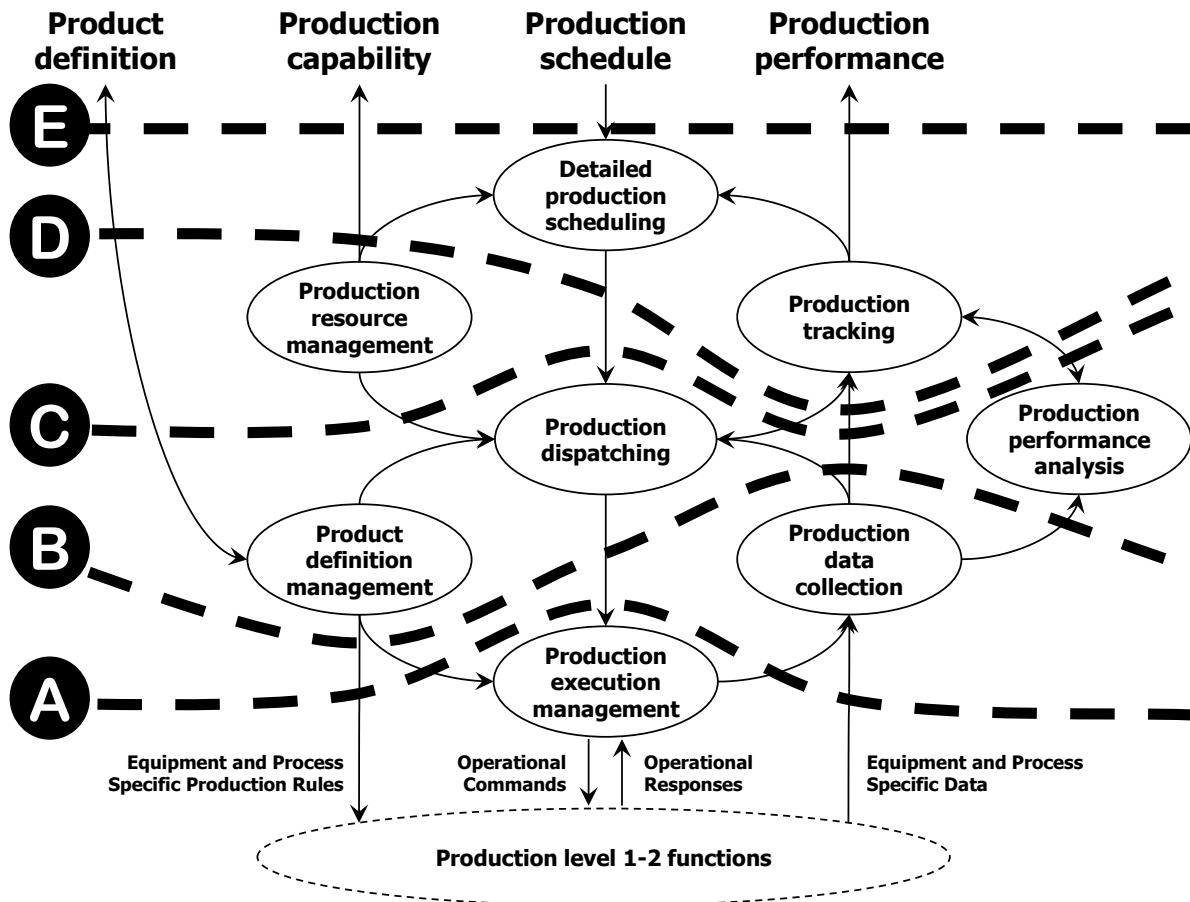 Product
definition
Production
capability
Production
schedule
Production
performance
E
Detailed
production
scheduling
D
Production
resource
management
Production
tracking
C
Production
dispatching
Production
performance
analysis
B
Product
definition
management
Production
data
collection
A
Production
execution
management
Equipment and Process
Specific Production Rules
Operational
Commands
Operational
Responses
Equipment and Process
Specific Data
Production level 1-2 functions